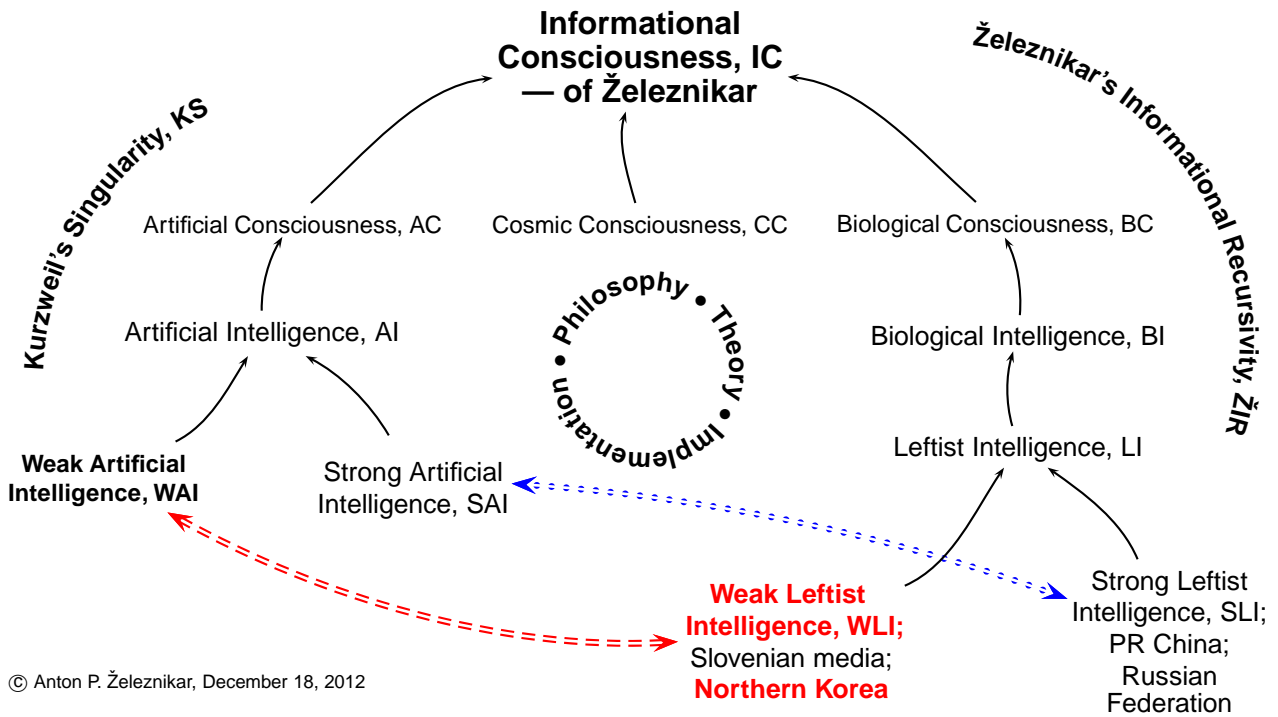 Informational
Consciousness, IC
— of Železnikar
Kurzweil's Singularity, KS
Železnikar's Informational Recursivity, ŽIR
Artificial Consciousness, AC
Cosmic Consciousness, CC
Biological Consciousness, BC
Philosophy • Theory • Implementation •
Artificial Intelligence, AI
Biological Intelligence, BI
Leftist Intelligence, LI
Weak Artificial
Intelligence, WAI
Strong Artificial
Intelligence, SAI
Weak Leftist
Intelligence, WLI;
Slovenian media;
Northern Korea
Strong Leftist
Intelligence, SLI;
PR China;
Russian
Federation
© Anton P. Železnikar, December 18, 2012